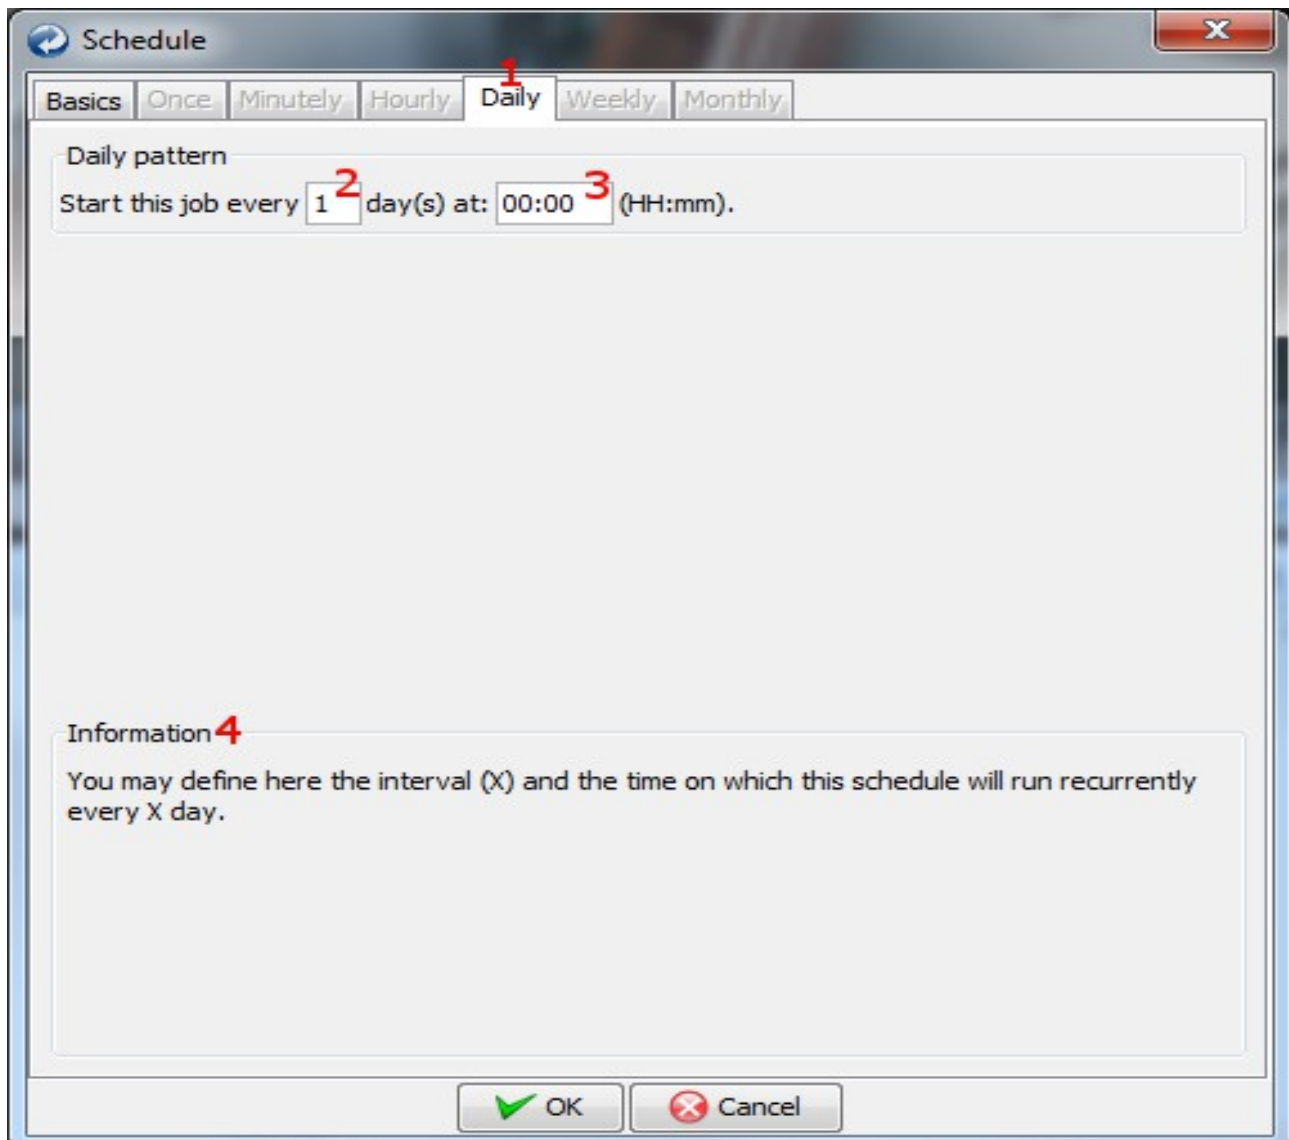 Schedule
1
Basics Once Minutely Hourly Daily Weekly Monthly
Daily pattern
Start this job every 1 2 day(s) at: 00:00 3 (HH:mm).
Information 4
You may define here the interval (X) and the time on which this schedule will run recurrently
every X day.
OK Cancel